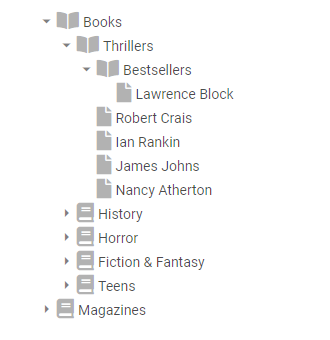 Books
Thrillers
Bestsellers
Lawrence Block
Robert Crais
Ian Rankin
James Johns
Nancy Atherton
History
Horror
Fiction & Fantasy
Teens
Magazines